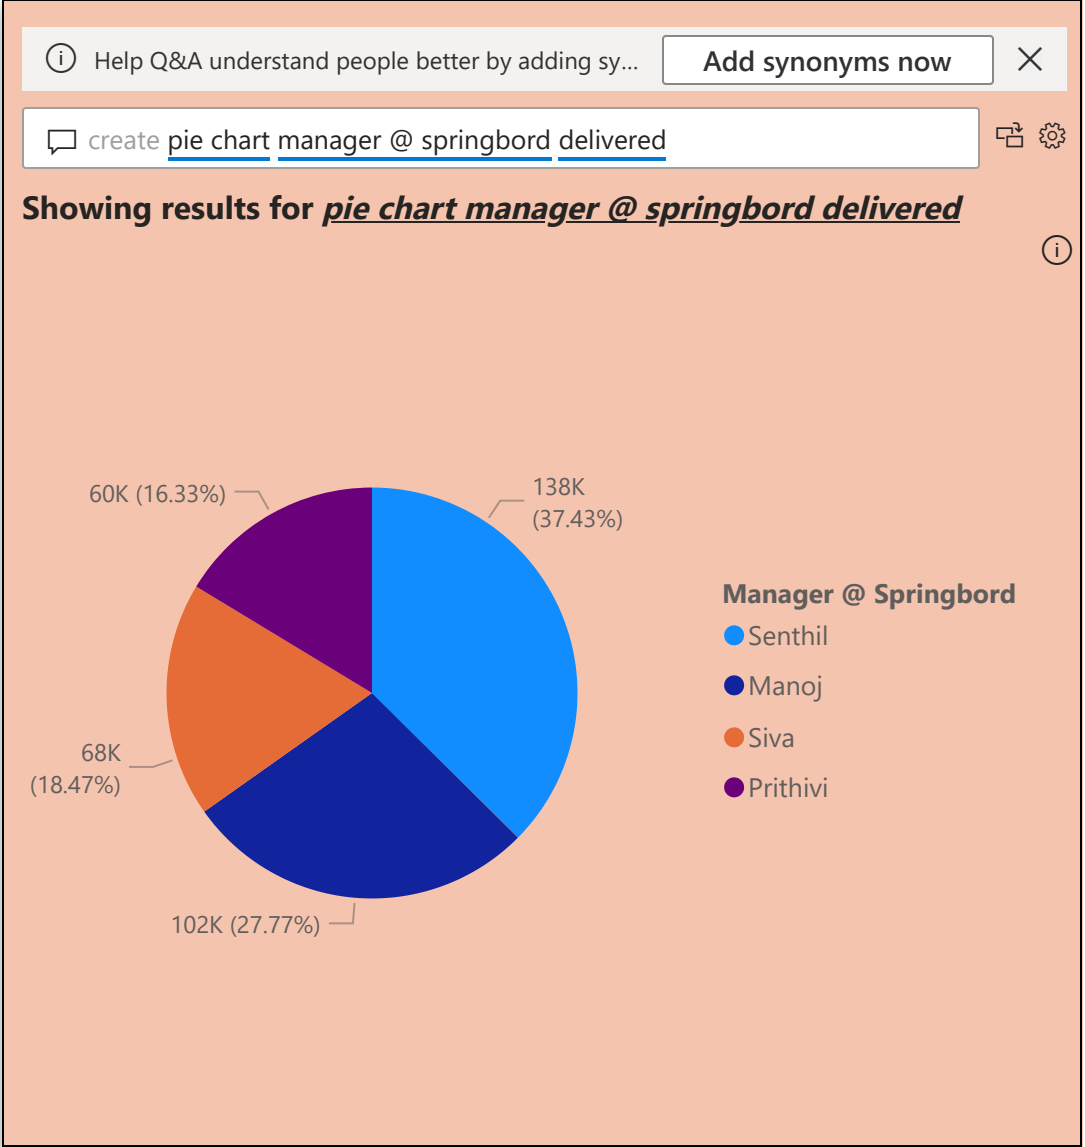 Help Q&A understand people better by adding sy...
Add synonyms now
create pie chart manager @ springbord delivered
Showing results for pie chart manager @ springbord delivered
60K (16.33%)
138K
(37.43%)
68K
(18.47%)
102K (27.77%)
Manager @ Springbord
Senthil
Manoj
Siva
Prithivi